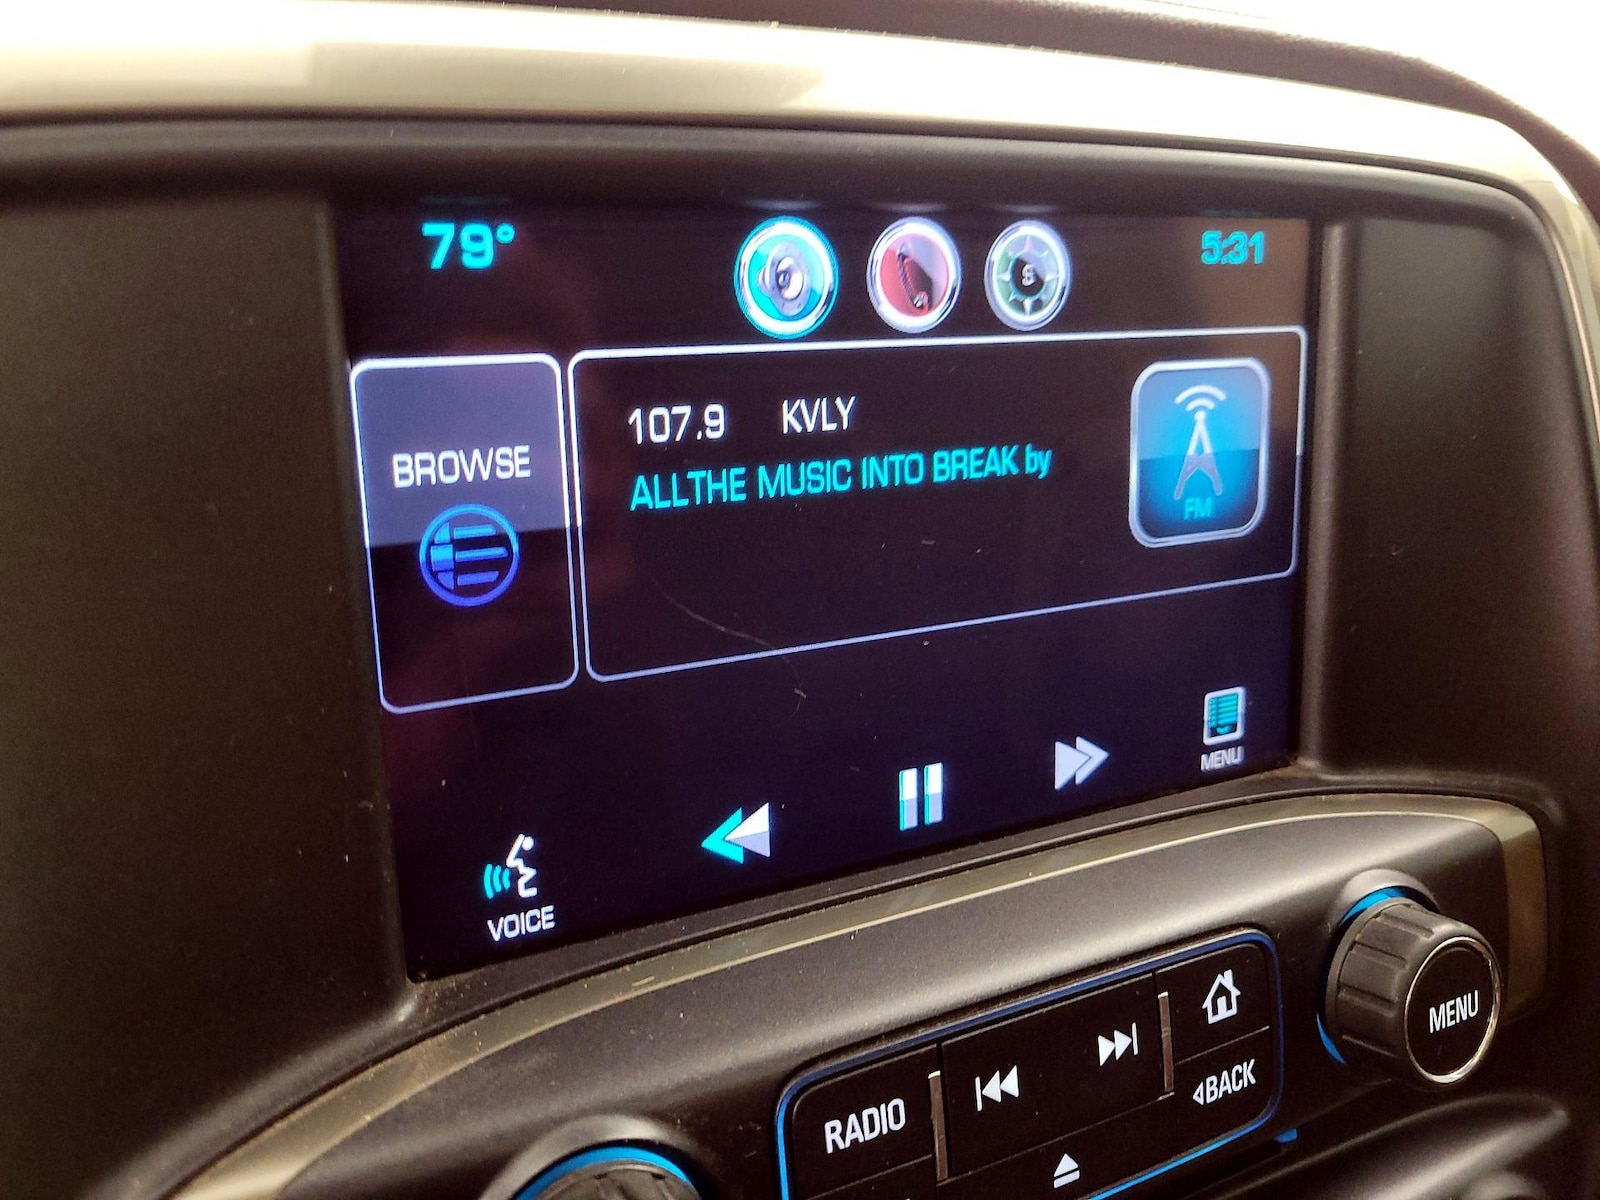 79°
S
5:31
BROWSE
107.9 KVLY
ALLTHE MUSIC INTO BREAK by
FM
MENU
VOICE
MENU
RADIO
BACK